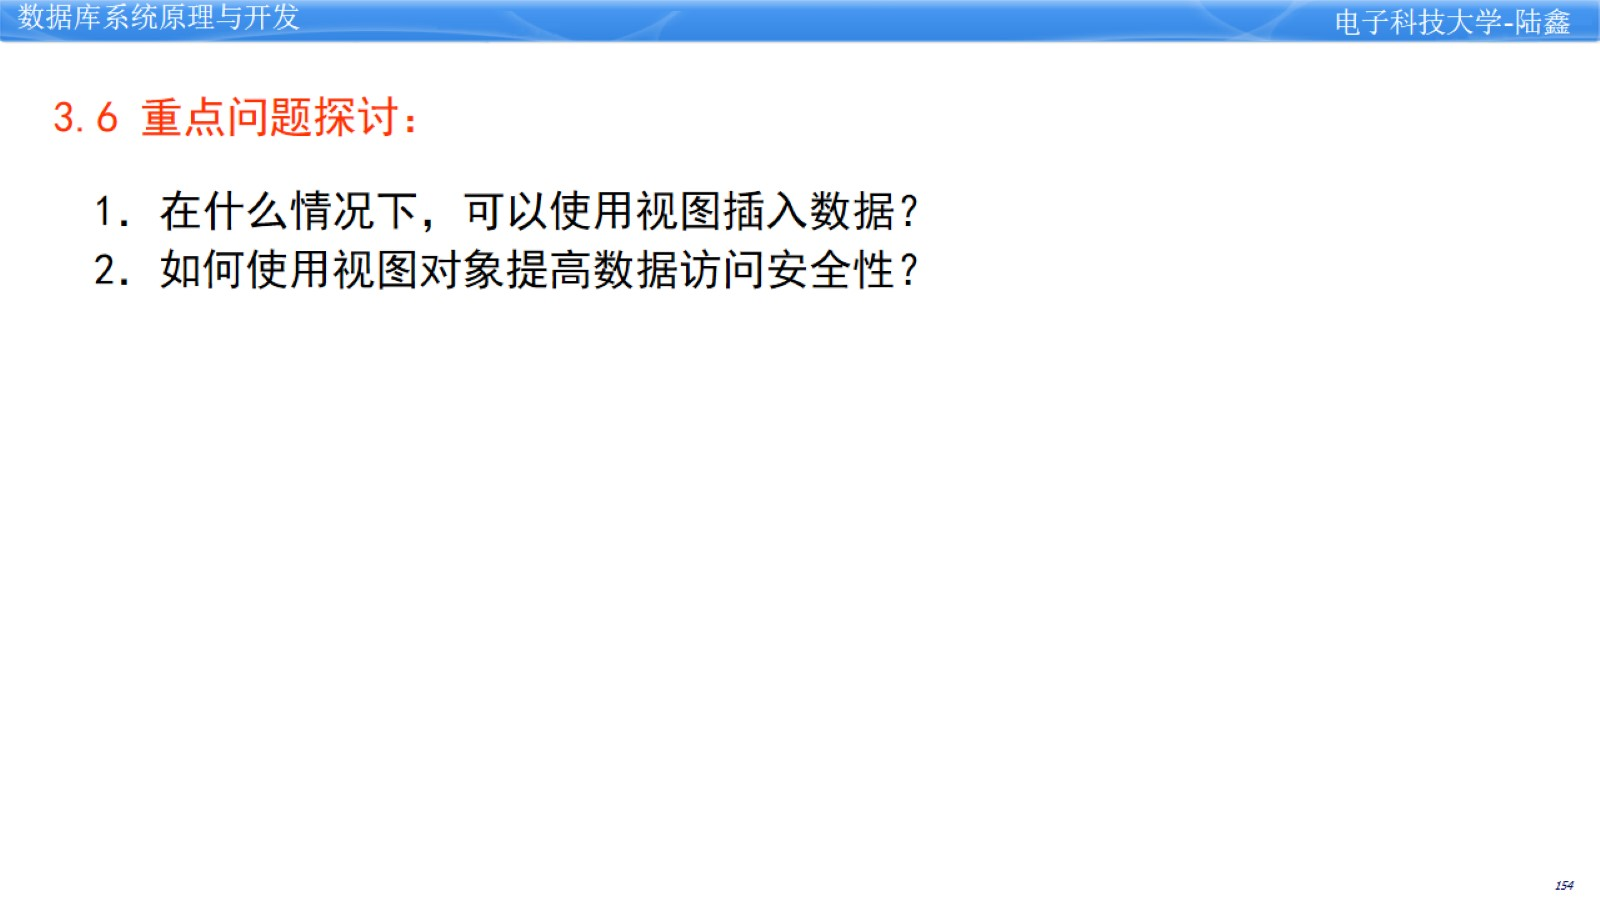 数据库系统原理与开发
电子科技大学-陆鑫
3.6 重点问题探讨：
1. 在什么情况下，可以使用视图插入数据？
2. 如何使用视图对象提高数据访问安全性？
154